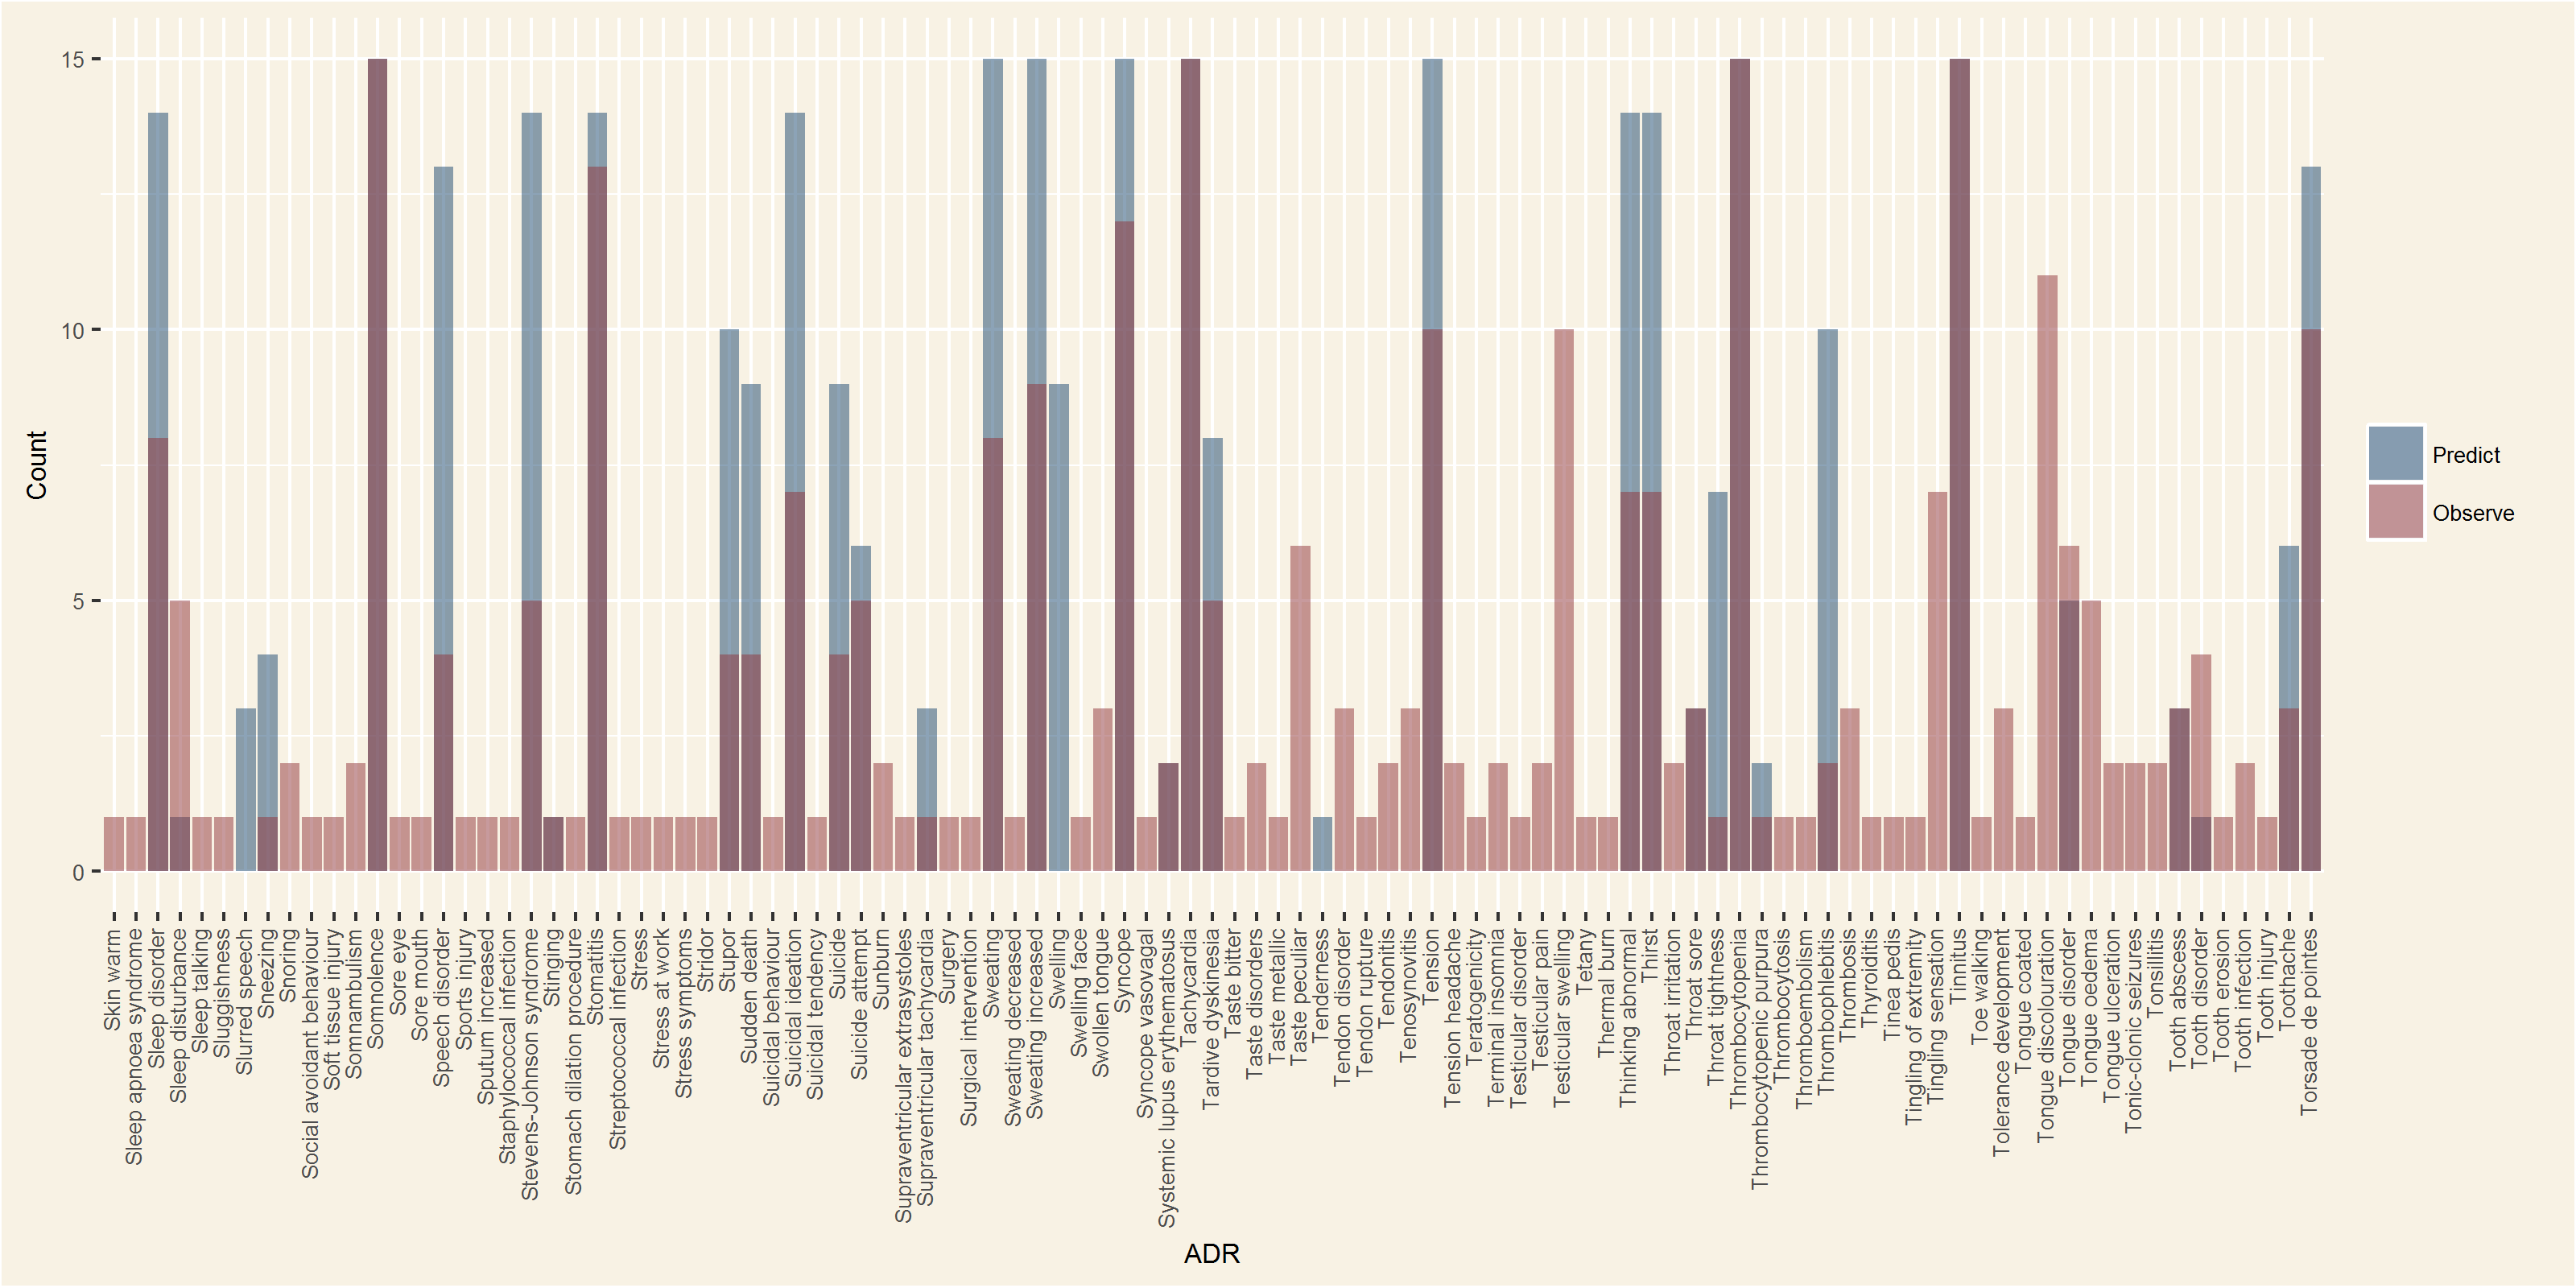 15
10
5
0
Count
Skin warm
Sleep apnoea syndrome
Sleep disorder
Sleep disturbance
Sleep talking
Sluggishness
Slurred speech
Sneezing
Snoring
Social avoidant behaviour
Soft tissue injury
Somnambulism
Somnolence
Sore eye
Sore mouth
Speech disorder
Sports injury
Sputum increased
Staphylococcal infection
Stevens-Johnson syndrome
Stinging
Stomach dilation procedure
Stomatitis
Streptococcal infection
Stress
Stress at work
Stress symptoms
Stridor
Stupor
Sudden death
Suicidal behaviour
Suicidal ideation
Suicidal tendency
Suicide
Suicide attempt
Sunburn
Supraventricular extrasystoles
Supraventricular tachycardia
Surgery
Surgical intervention
Sweating
Sweating decreased
Sweating increased
Swelling
Swelling face
Swollen tongue
Syncope
Syncope vasovagal
Systemic lupus erythematosus
Tachycardia
Tardive dyskinesia
Taste bitter
Taste disorders
Taste metallic
Taste peculiar
Tenderness
Tendon disorder
Tendon rupture
Tendonitis
Tenosynovitis
Tension
Tension headache
Teratogenicity
Terminal insomnia
Testicular disorder
Testicular pain
Testicular swelling
Tetany
Thermal burn
Thinking abnormal
Thirst
Throat irritation
Throat sore
Throat tightness
Thrombocytopenia
Thrombocytopenic purpura
Thrombocytosis
Thromboembolism
Thrombophlebitis
Thrombosis
Thyroiditis
Tinea pedis
Tingling of extremity
Tingling sensation
Tinnitus
Toe walking
Tolerance development
Tongue coated
Tongue discolouration
Tongue disorder
Tongue oedema
Tongue ulceration
Tonic-clonic seizures
Tonsillitis
Tooth abscess
Tooth disorder
Tooth erosion
Tooth infection
Tooth injury
Toothache
Torsade de pointes
ADR
Predict
Observe